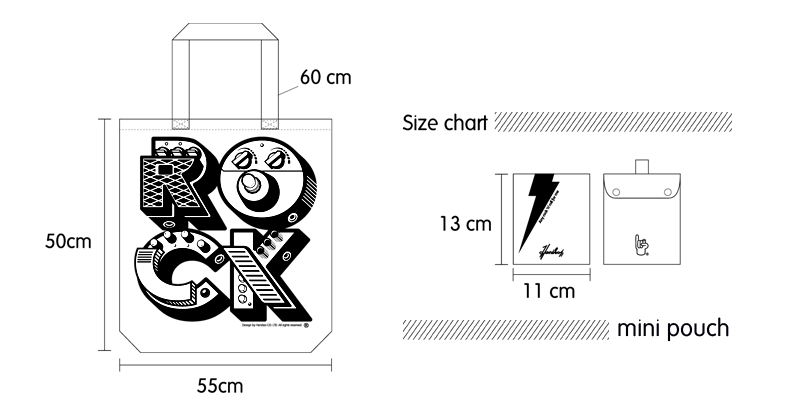 60 cm
50cm
ROCK
Design by Handiya CO.,LTD. All rights reserved.
55cm
Size chart
13 cm
11 cm
mini pouch